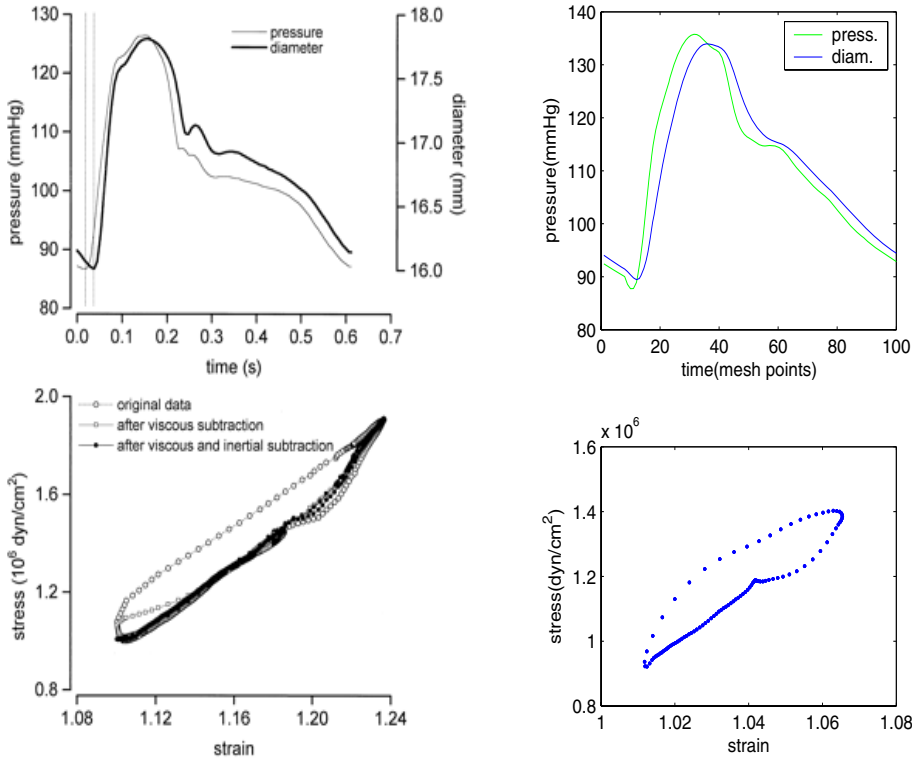 130
120
110
100
90
80
pressure (mmHg)
pressure
diameter
18.0
17.5
17.0
16.5
16.0
diameter (mm)
0.0 0.1 0.2 0.3 0.4 0.5 0.6 0.7
time (s)
140
130
120
110
100
90
80
pressure(mmHg)
press.
diam.
0 20 40 60 80 100
time(mesh points)
2.0
1.6
1.2
0.8
stress (10⁶ dyn/cm²)
original data
after viscous subtraction
after viscous and inertial subtraction
1.08 1.12 1.16 1.20 1.24
strain
x 10⁶
1.6
1.4
1.2
1
0.8
stress(dyn/cm²)
1 1.02 1.04 1.06 1.08
strain